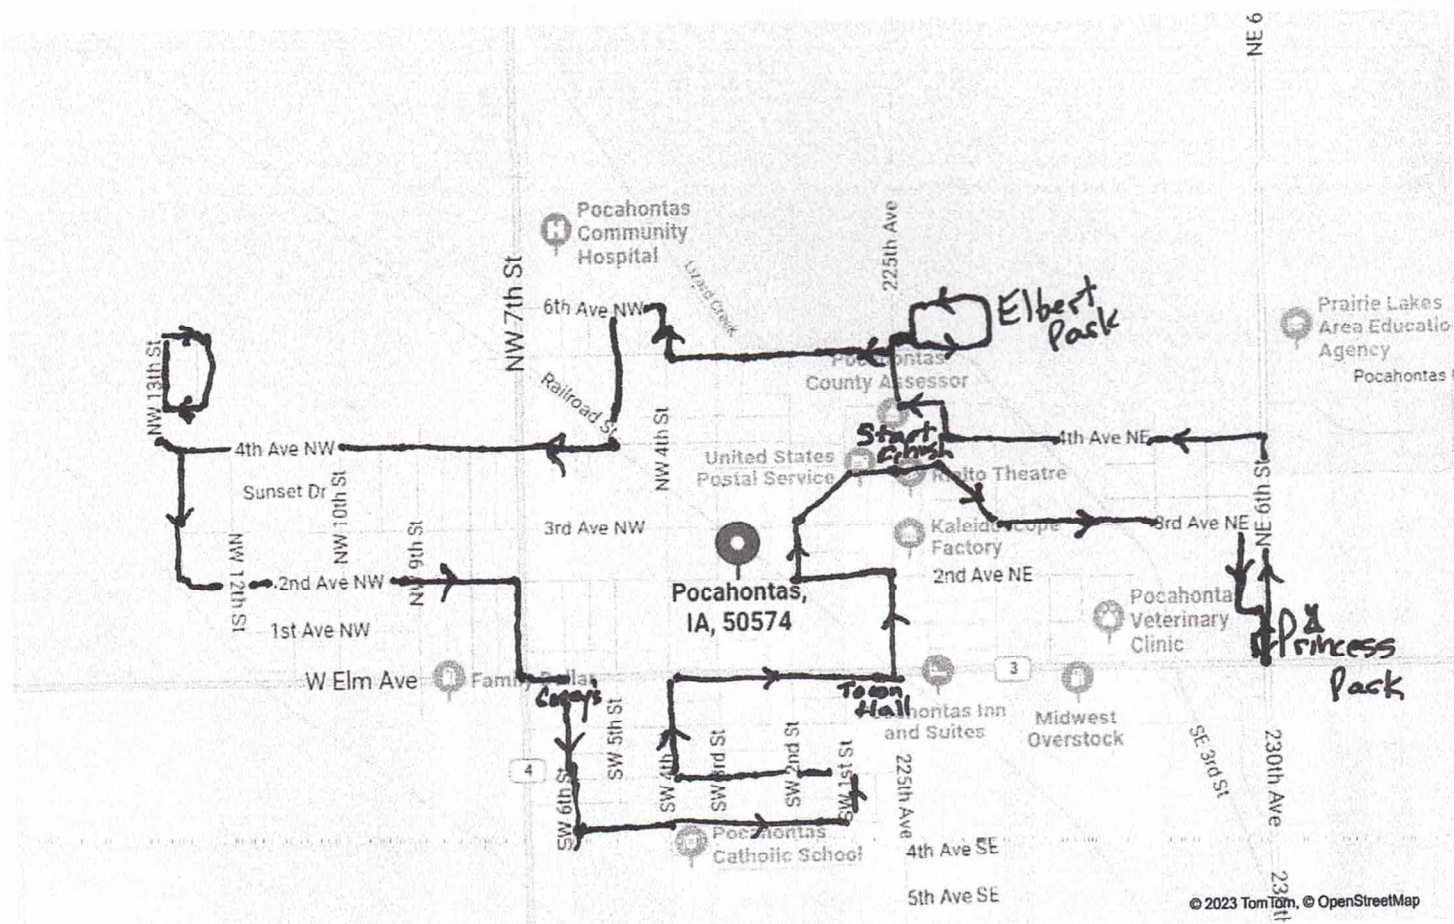 NE 6
Pocahontas
Community
Hospital
NW 7th St
225th Ave
Lizard Creek
6th Ave NW
Elbert
Park
Prairie Lakes
Area Educatio
Agency
Pocahontas
NW 13th St
Railroad St
Pocahontas
County Assessor
4th Ave NW
NW 4th St
Start
United States
Postal Service
Rialto Theatre
4th Ave NE
NE 6th St
Sunset Dr
NW 10th St
NW 9th St
3rd Ave NW
Kaleidoscope
Factory
3rd Ave NE
NW 12th St
2nd Ave NW
Pocahontas,
IA, 50574
2nd Ave NE
Pocahonta
Veterinary
Clinic
1st Ave NW
Princess
Park
W Elm Ave
Family Dollar
Casey's
Town
Hall
3
Pocahontas Inn
and Suites
Midwest
Overstock
4
SW 6th St
SW 5th St
SW 4th
SW 3rd St
SW 2nd St
SW 1st St
225th Ave
SE 3rd St
230th Ave
Pocahontas
Catholic School
4th Ave SE
5th Ave SE
© 2023 TomTom, © OpenStreetMap